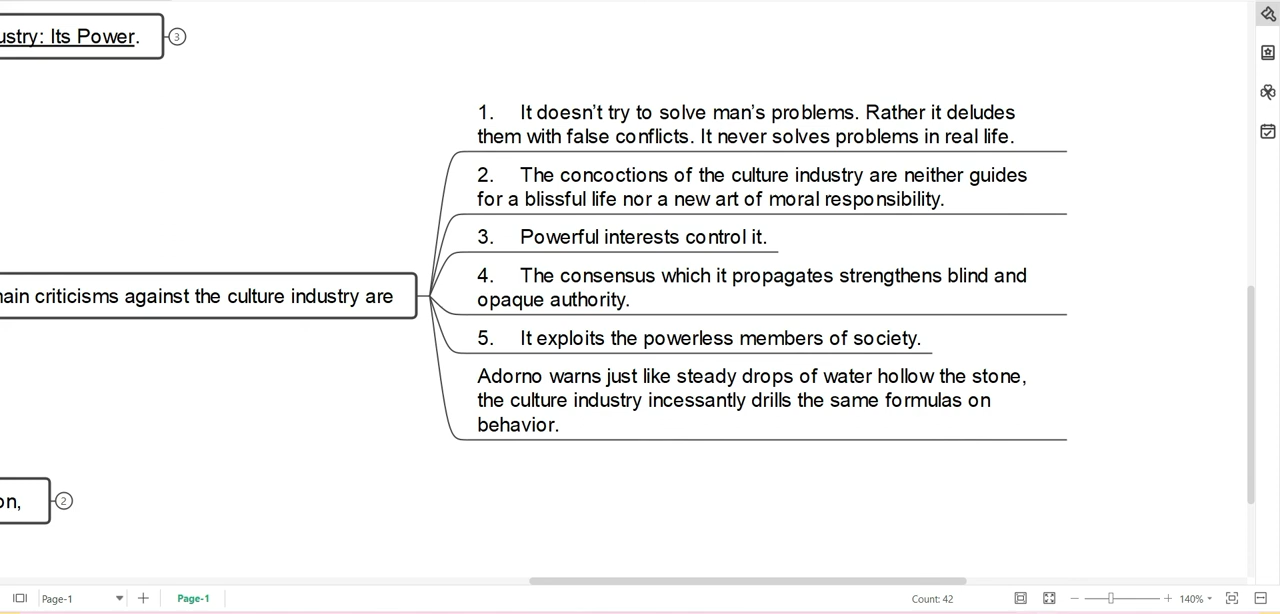 ustry: Its Power.
3
1. It doesn’t try to solve man’s problems. Rather it deludes
them with false conflicts. It never solves problems in real life.
2. The concoctions of the culture industry are neither guides
for a blissful life nor a new art of moral responsibility.
3. Powerful interests control it.
4. The consensus which it propagates strengthens blind and
opaque authority.
5. It exploits the powerless members of society.
Adorno warns just like steady drops of water hollow the stone,
the culture industry incessantly drills the same formulas on
behavior.
ain criticisms against the culture industry are
on,
2
Page-1
Page-1
Count: 42
140%